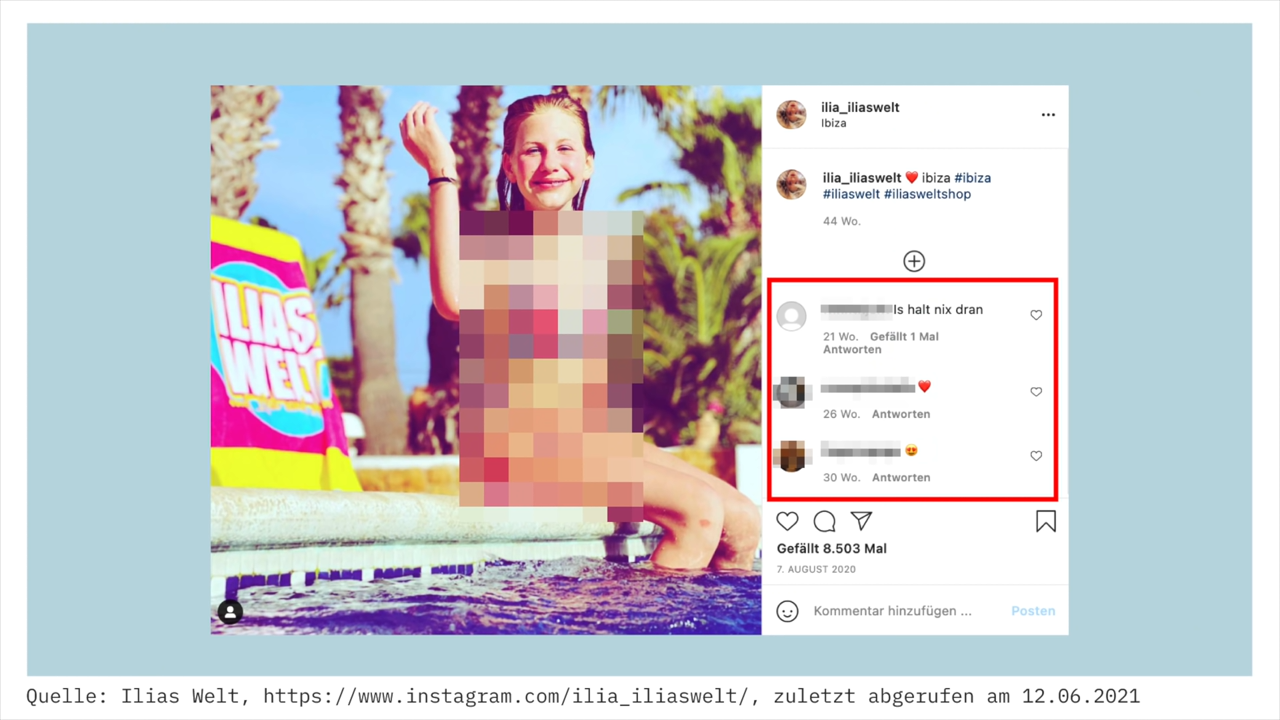 ILIAS
WELT
ilia_iliaswelt
Ibiza
ilia_iliaswelt ❤️ ibiza #ibiza
#iliaswelt #iliasweltshop
44 Wo.
ls halt nix dran
21 Wo. Gefällt 1 Mal
Antworten
❤️
26 Wo. Antworten
😍
30 Wo. Antworten
Gefällt 8.503 Mal
7. AUGUST 2020
Kommentar hinzufügen ... Posten
Quelle: Ilias Welt, https://www.instagram.com/ilia_iliaswelt/, zuletzt abgerufen am 12.06.2021